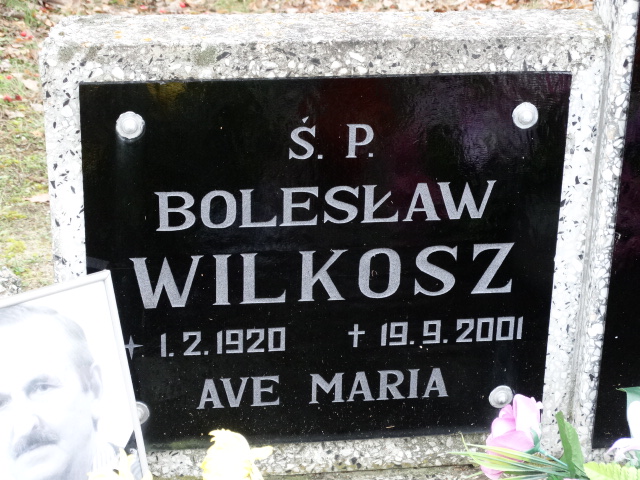 Ś. P.
BOLESŁAW
WILKOSZ
1.2.1920 † 19.9.2001
AVE MARIA